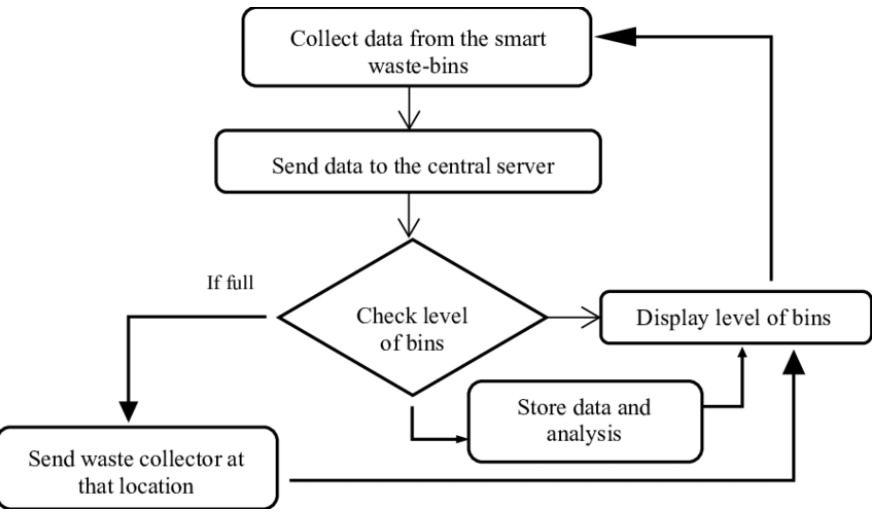 Collect data from the smart
waste-bins
Send data to the central server
If full
Check level
of bins
Display level of bins
Store data and
analysis
Send waste collector at
that location